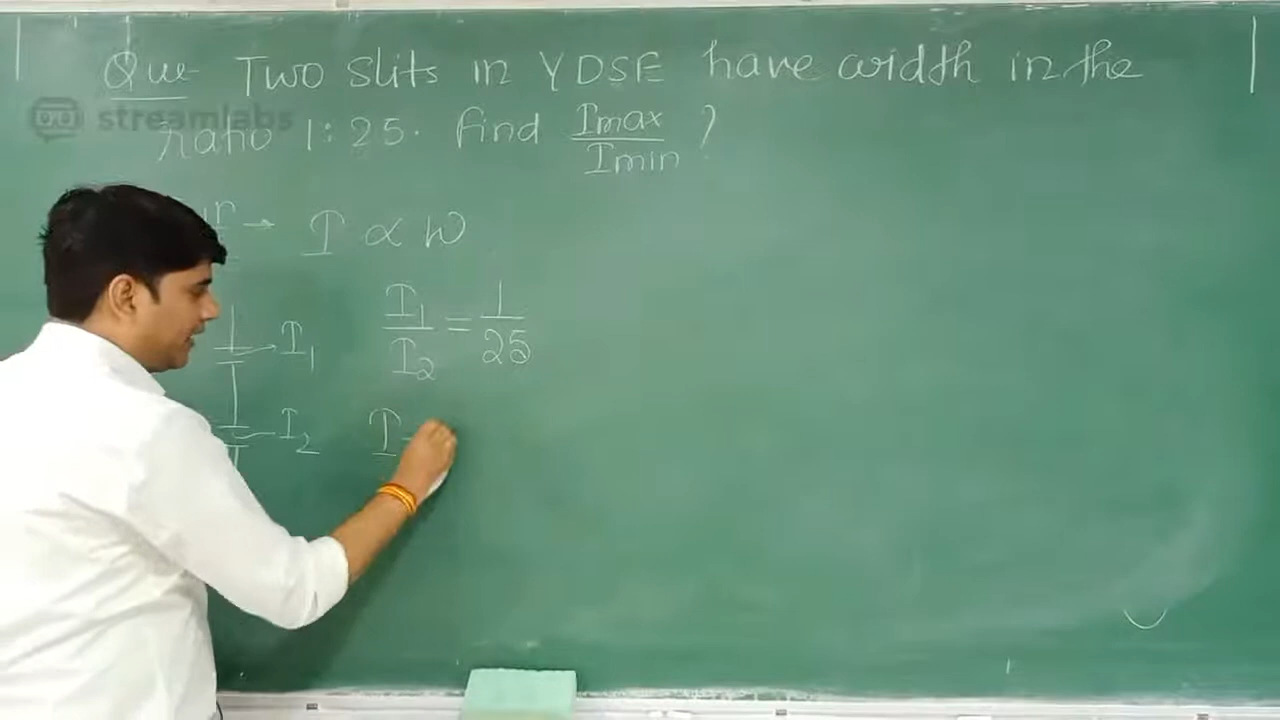 Que Two Slits in YDSE have width in the
streamlabs
ratio 1:25. find Imax/Imin ?
→ I ∝ W
I1/I2 = 1/25
→ I1
→ I2
I =